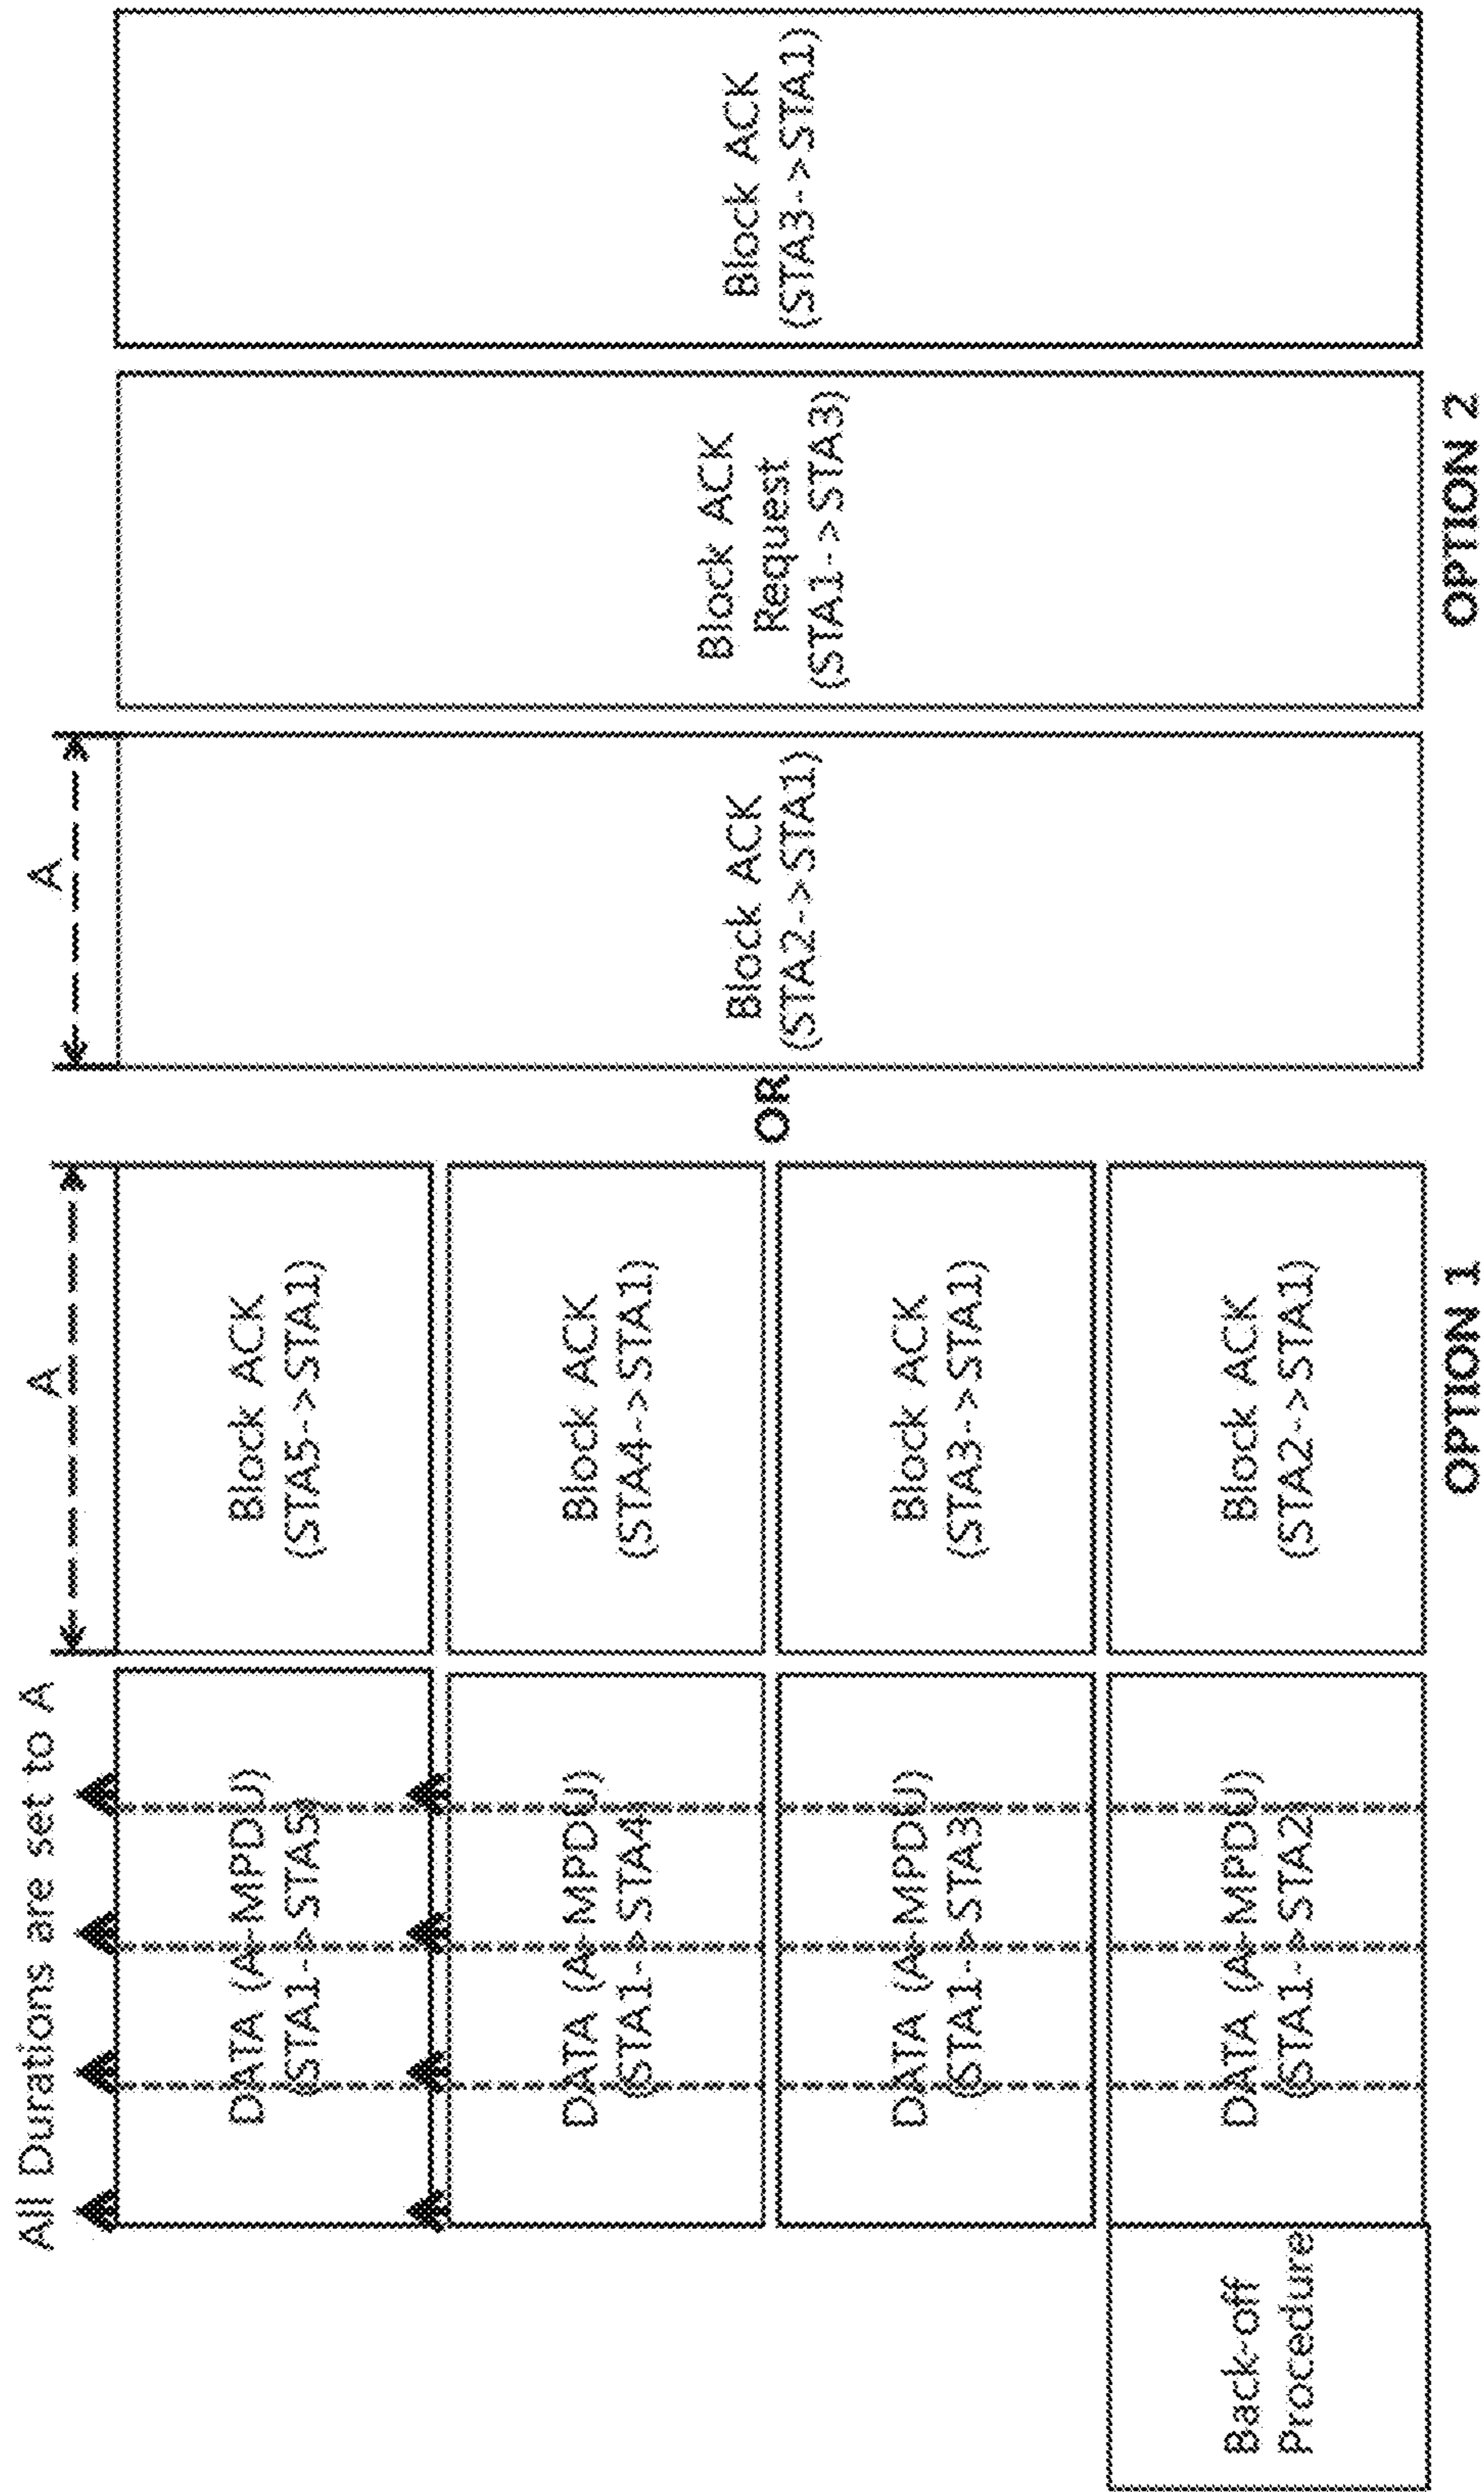 All Durations are set to A
A
A
DATA (A-MPDU)
(STA1->STA5)
Block ACK
(STA5->STA1)
DATA (A-MPDU)
(STA1->STA4)
Block ACK
(STA4->STA1)
DATA (A-MPDU)
(STA1->STA3)
Block ACK
(STA3->STA1)
Back-off
Procedure
DATA (A-MPDU)
(STA1->STA2)
Block ACK
(STA2->STA1)
OR
Block ACK
(STA2->STA1)
Block ACK
Request
(STA1->STA3)
Block ACK
(STA3->STA1)
OPTION 1
OPTION 2